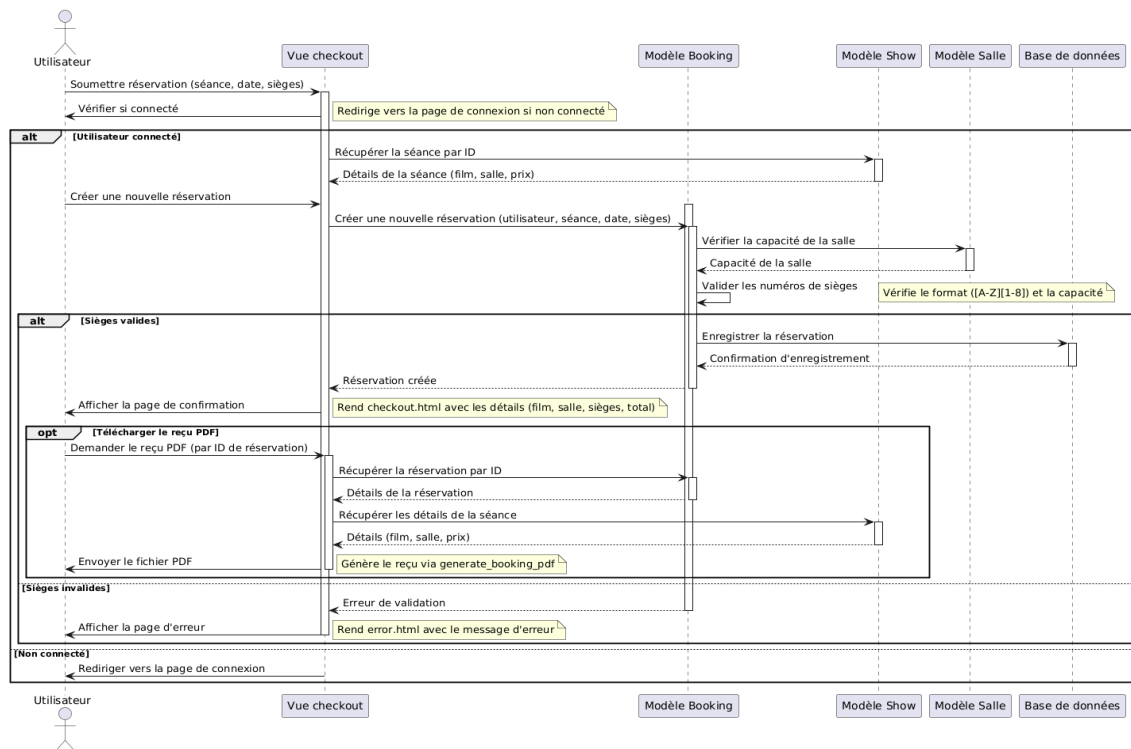 Utilisateur
Vue checkout
Modèle Booking
Modèle Show
Modèle Salle
Base de données
Soumettre réservation (séance, date, sièges)
Vérifier si connecté
Redirige vers la page de connexion si non connecté
alt
[Utilisateur connecté]
Récupérer la séance par ID
Détails de la séance (film, salle, prix)
Créer une nouvelle réservation
Créer une nouvelle réservation (utilisateur, séance, date, sièges)
Vérifier la capacité de la salle
Capacité de la salle
Valider les numéros de sièges
Vérifie le format ([A-Z][1-8]) et la capacité
alt
[Sièges valides]
Enregistrer la réservation
Confirmation d'enregistrement
Réservation créée
Afficher la page de confirmation
Rend checkout.html avec les détails (film, salle, sièges, total)
opt
[Télécharger le reçu PDF]
Demander le reçu PDF (par ID de réservation)
Récupérer la réservation par ID
Détails de la réservation
Récupérer les détails de la séance
Détails (film, salle, prix)
Envoyer le fichier PDF
Génère le reçu via generate_booking_pdf
[Sièges invalides]
Erreur de validation
Afficher la page d'erreur
Rend error.html avec le message d'erreur
[Non connecté]
Rediriger vers la page de connexion
Utilisateur
Vue checkout
Modèle Booking
Modèle Show
Modèle Salle
Base de données